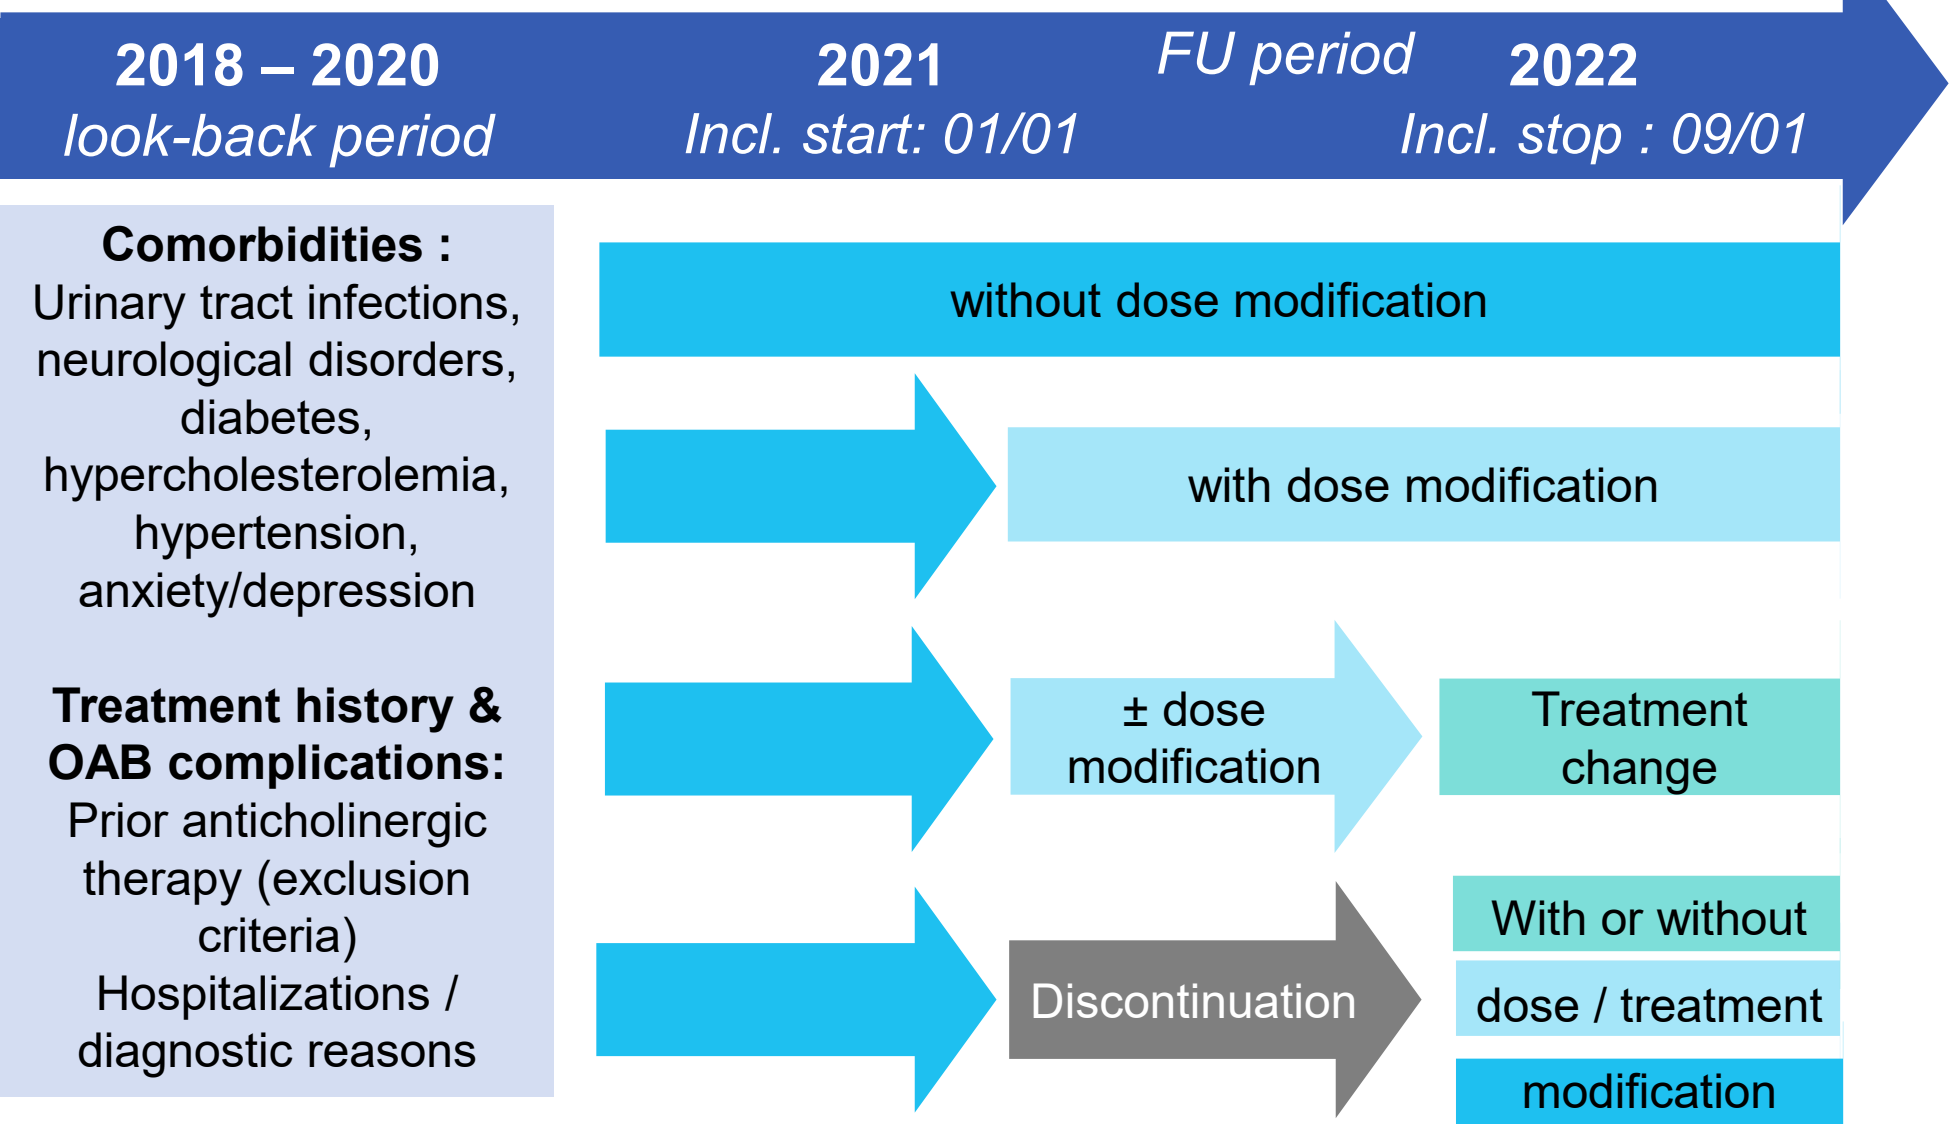 2018 – 2020
look-back period
2021
Incl. start: 01/01
FU period
2022
Incl. stop : 09/01
Comorbidities :
Urinary tract infections,
neurological disorders,
diabetes,
hypercholesterolemia,
hypertension,
anxiety/depression
Treatment history &
OAB complications:
Prior anticholinergic
therapy (exclusion
criteria)
Hospitalizations /
diagnostic reasons
without dose modification
with dose modification
± dose
modification
Treatment
change
Discontinuation
With or without
dose / treatment
modification